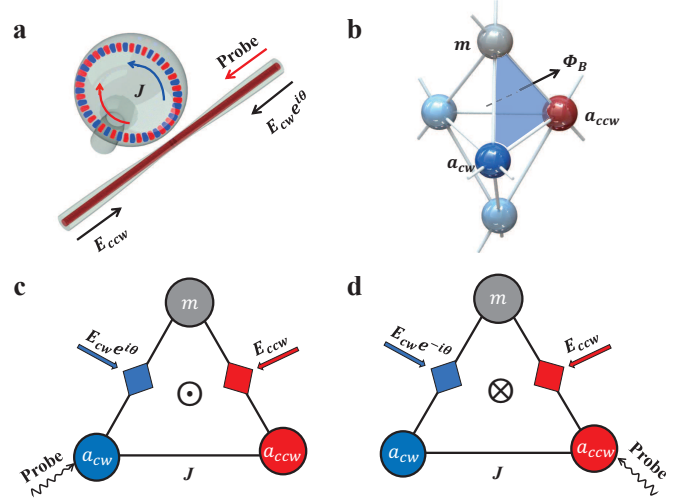 a
Probe
J
E_cw e^{iθ}
E_ccw
b
m
Φ_B
a_ccw
a_cw
c
m
E_cw e^{iθ}
E_ccw
a_cw
a_ccw
Probe
J
d
m
E_cw e^{-iθ}
E_ccw
a_cw
a_ccw
J
Probe